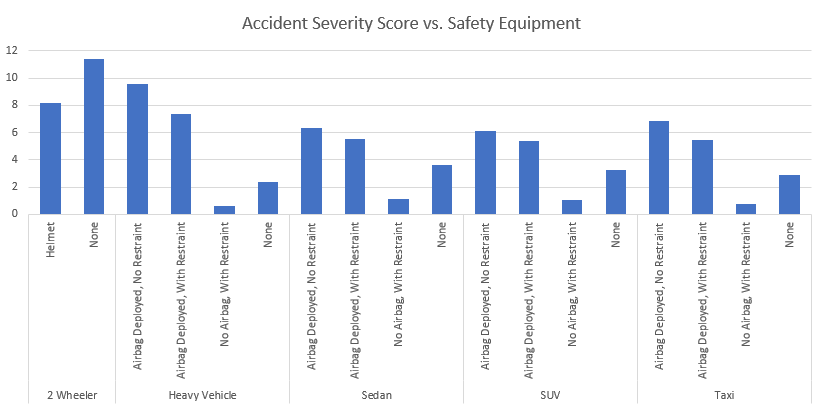 Accident Severity Score vs. Safety Equipment
12
10
8
6
4
2
0
Helmet
None
Airbag Deployed, No Restraint
Airbag Deployed, With Restraint
No Airbag, With Restraint
None
Airbag Deployed, No Restraint
Airbag Deployed, With Restraint
No Airbag, With Restraint
None
Airbag Deployed, No Restraint
Airbag Deployed, With Restraint
No Airbag, With Restraint
None
Airbag Deployed, No Restraint
Airbag Deployed, With Restraint
No Airbag, With Restraint
None
2 Wheeler
Heavy Vehicle
Sedan
SUV
Taxi